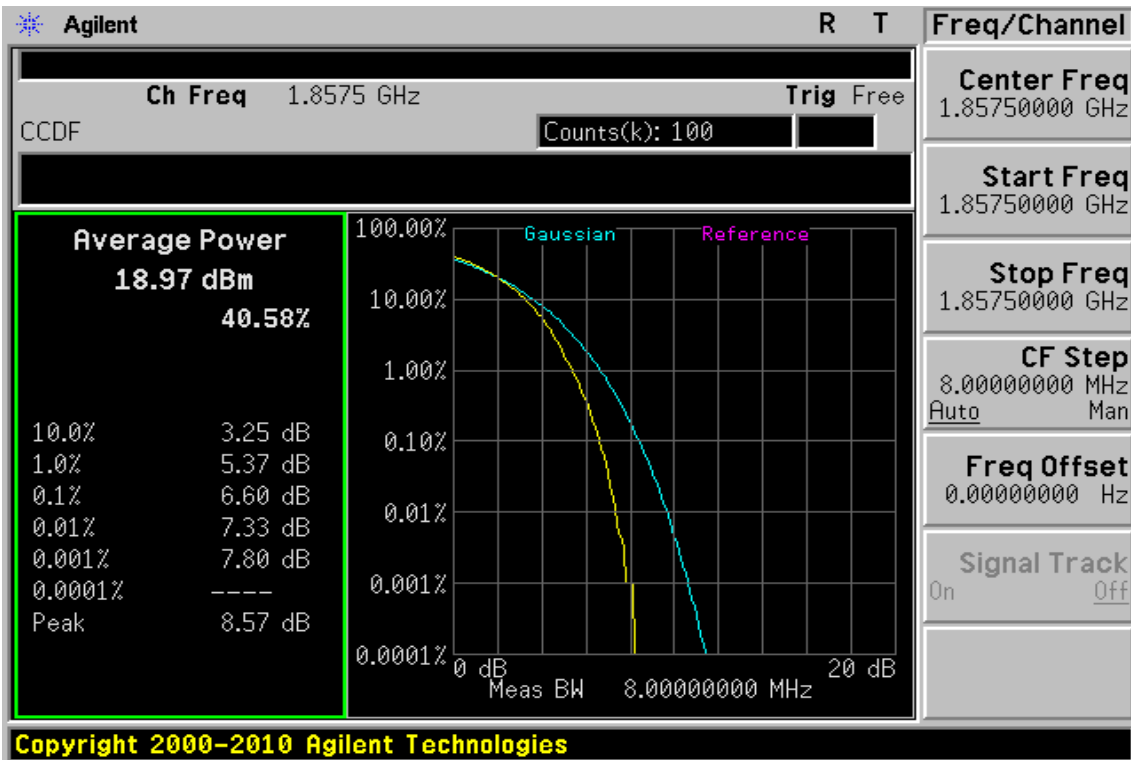 Agilent R T
Ch Freq 1.8575 GHz Trig Free
CCDF Counts(k): 100
Average Power
18.97 dBm
40.58%
10.0% 3.25 dB
1.0% 5.37 dB
0.1% 6.60 dB
0.01% 7.33 dB
0.001% 7.80 dB
0.0001% ----
Peak 8.57 dB
Gaussian Reference
100.00%
10.00%
1.00%
0.10%
0.01%
0.001%
0.0001%
0 dB 20 dB
Meas BW 8.00000000 MHz
Freq/Channel
Center Freq
1.85750000 GHz
Start Freq
1.85750000 GHz
Stop Freq
1.85750000 GHz
CF Step
8.00000000 MHz
Auto Man
Freq Offset
0.00000000 Hz
Signal Track
On Off
Copyright 2000-2010 Agilent Technologies